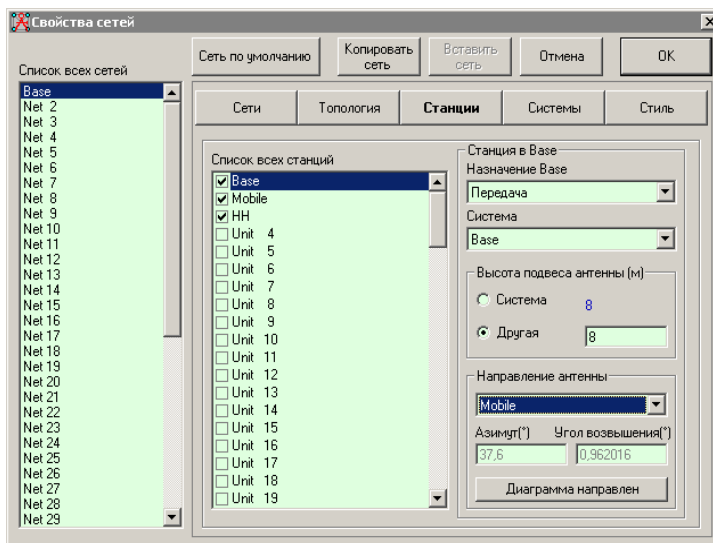 Свойства сетей
Список всех сетей
Сеть по умолчанию
Копировать сеть
Вставить сеть
Отмена
OK
Base
Net 2
Net 3
Net 4
Net 5
Net 6
Net 7
Net 8
Net 9
Net 10
Net 11
Net 12
Net 13
Net 14
Net 15
Net 16
Net 17
Net 18
Net 19
Net 20
Net 21
Net 22
Net 23
Net 24
Net 25
Net 26
Net 27
Net 28
Net 29
Сети
Топология
Станции
Системы
Стиль
Список всех станций
Base
Mobile
HH
Unit 4
Unit 5
Unit 6
Unit 7
Unit 8
Unit 9
Unit 10
Unit 11
Unit 12
Unit 13
Unit 14
Unit 15
Unit 16
Unit 17
Unit 18
Unit 19
Станция в Base
Назначение Base
Передача
Система
Base
Высота подвеса антенны (м)
Система 8
Другая 8
Направление антенны
Mobile
Азимут(°) Угол возвышения(°)
37,6 0,962016
Диаграмма направлен